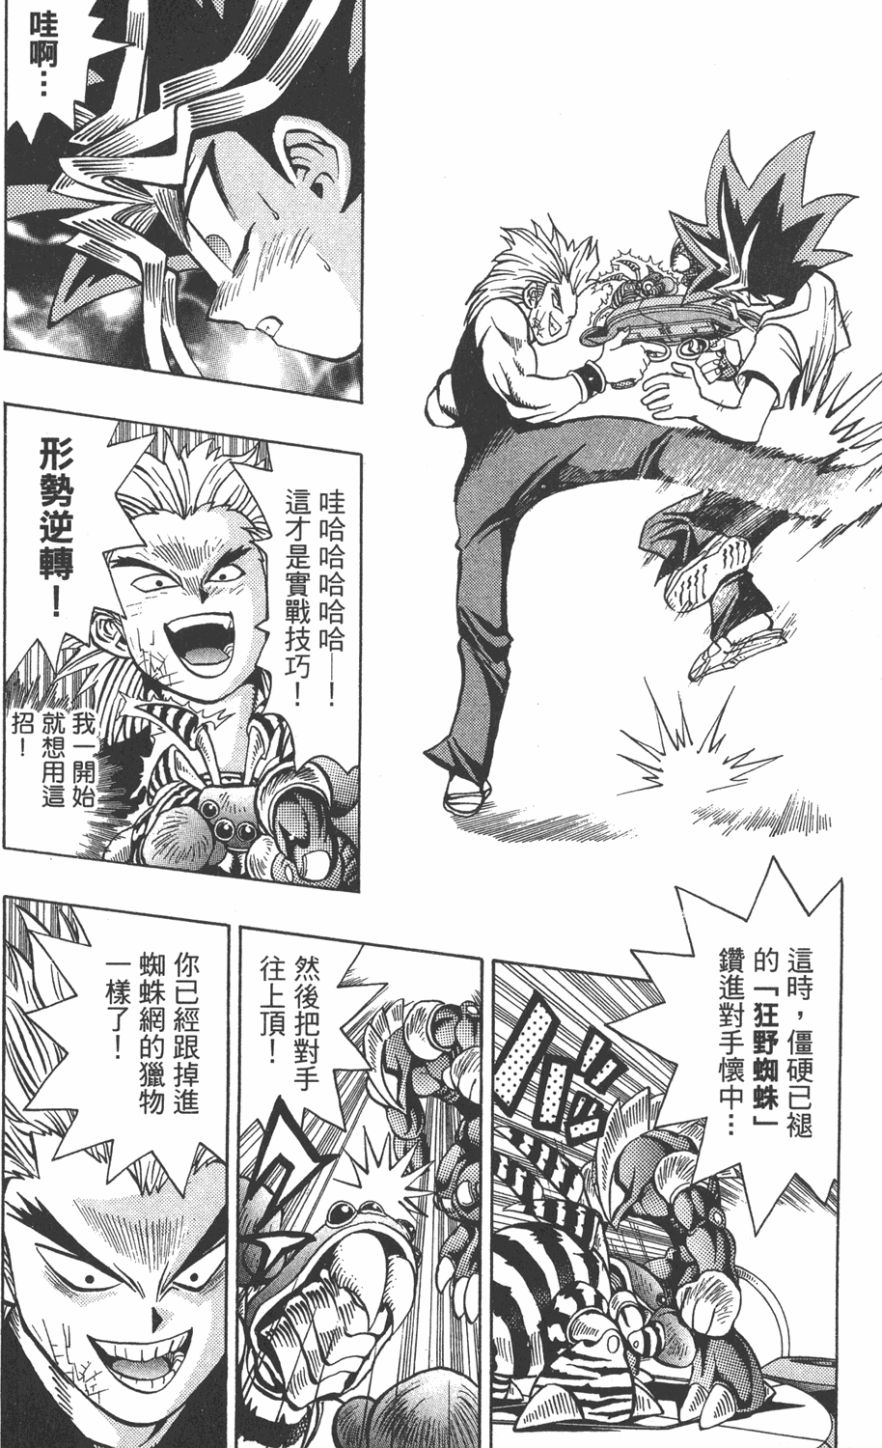 哇啊…
哇哈哈哈哈哈──！
這才是實戰技巧！
形勢逆轉！
我一開始
就想用這
招！
這時，僵硬已褪
的「狂野蜘蛛」
鑽進對手懷中…
然後把對手
往上頂！
你已經跟掉進
蜘蛛網的獵物
一樣了！